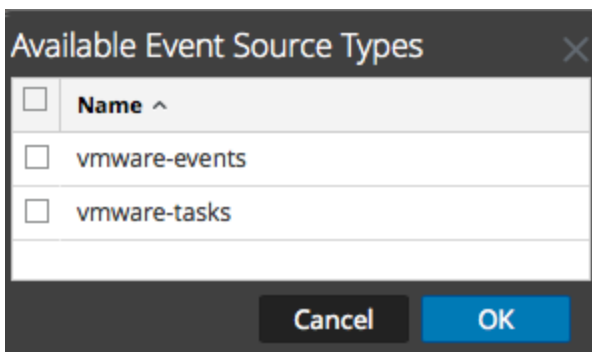 Available Event Source Types
Name
vmware-events
vmware-tasks
Cancel OK